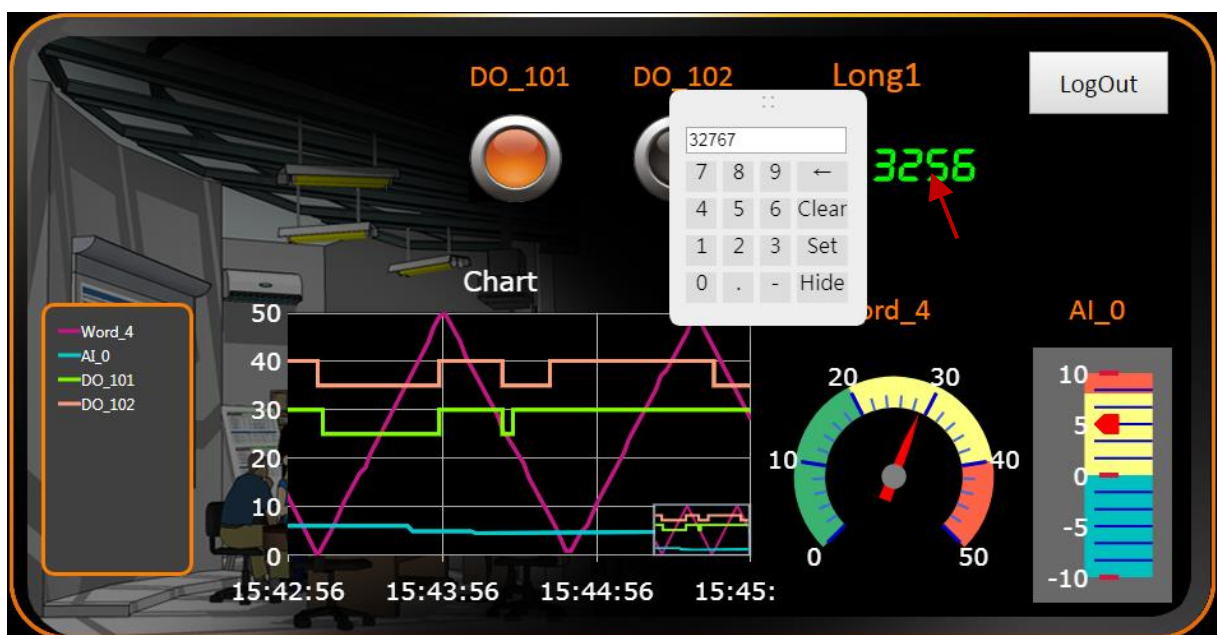 DO_101
DO_102
Long1
LogOut
32767
7 8 9 ←
4 5 6 Clear
1 2 3 Set
0 . - Hide
3256
Chart
Word_4
AI_0
DO_101
DO_102
50
40
30
20
10
0
15:42:56 15:43:56 15:44:56 15:45:
ord_4
0
10
20
30
40
50
AI_0
10
5
0
-5
-10